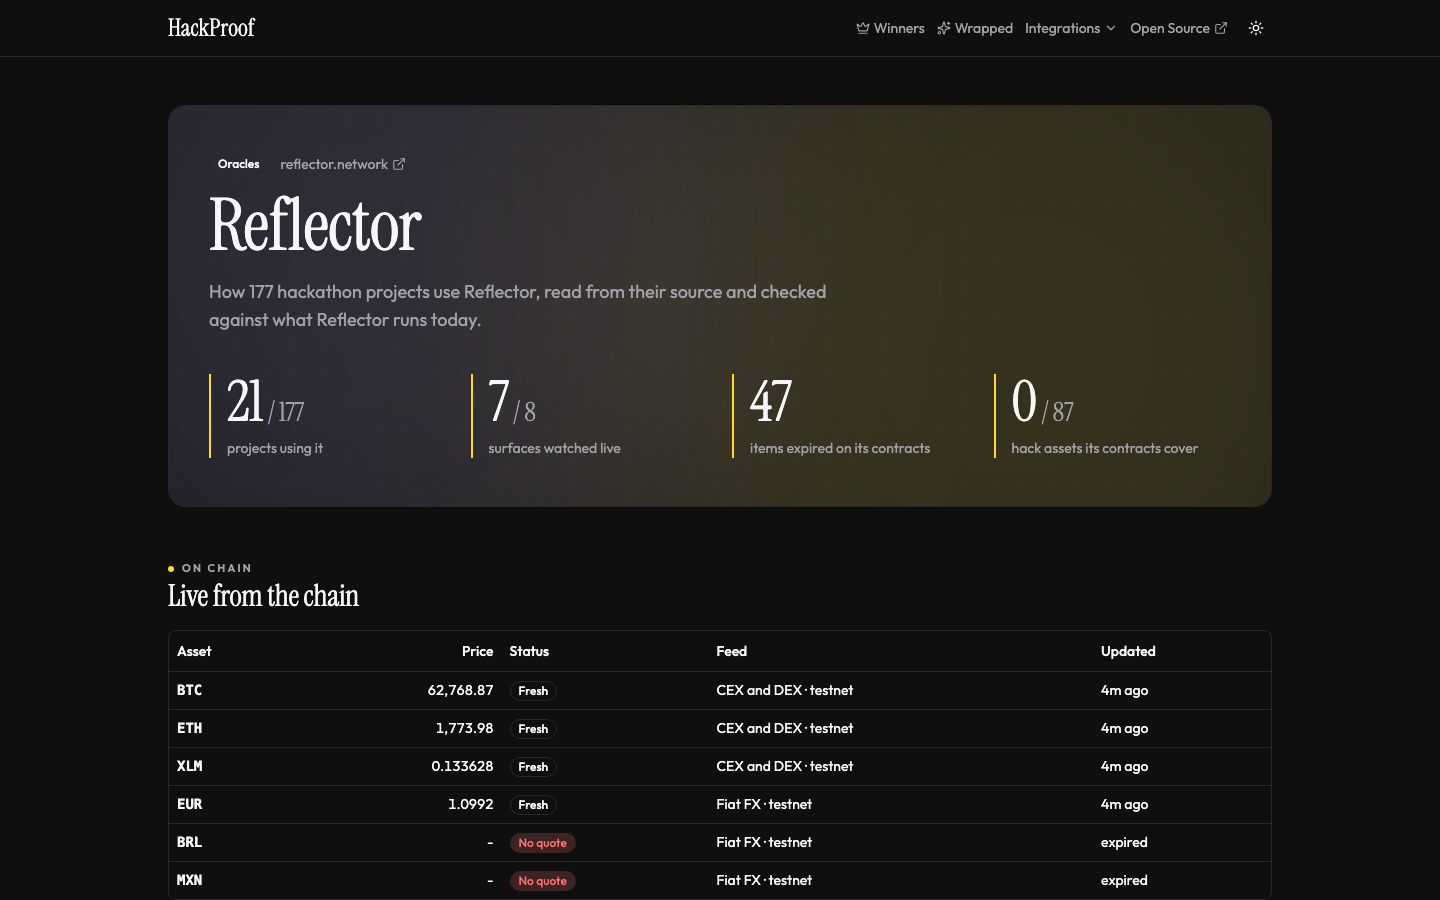 HackProof
Winners Wrapped Integrations Open Source
Oracles reflector.network
Reflector
How 177 hackathon projects use Reflector, read from their source and checked
against what Reflector runs today.
21 / 177
projects using it
7 / 8
surfaces watched live
47
items expired on its contracts
0 / 87
hack assets its contracts cover
ON CHAIN
Live from the chain
Asset Price Status Feed Updated
BTC 62,768.87 Fresh CEX and DEX · testnet 4m ago
ETH 1,773.98 Fresh CEX and DEX · testnet 4m ago
XLM 0.133628 Fresh CEX and DEX · testnet 4m ago
EUR 1.0992 Fresh Fiat FX · testnet 4m ago
BRL - No quote Fiat FX · testnet expired
MXN - No quote Fiat FX · testnet expired